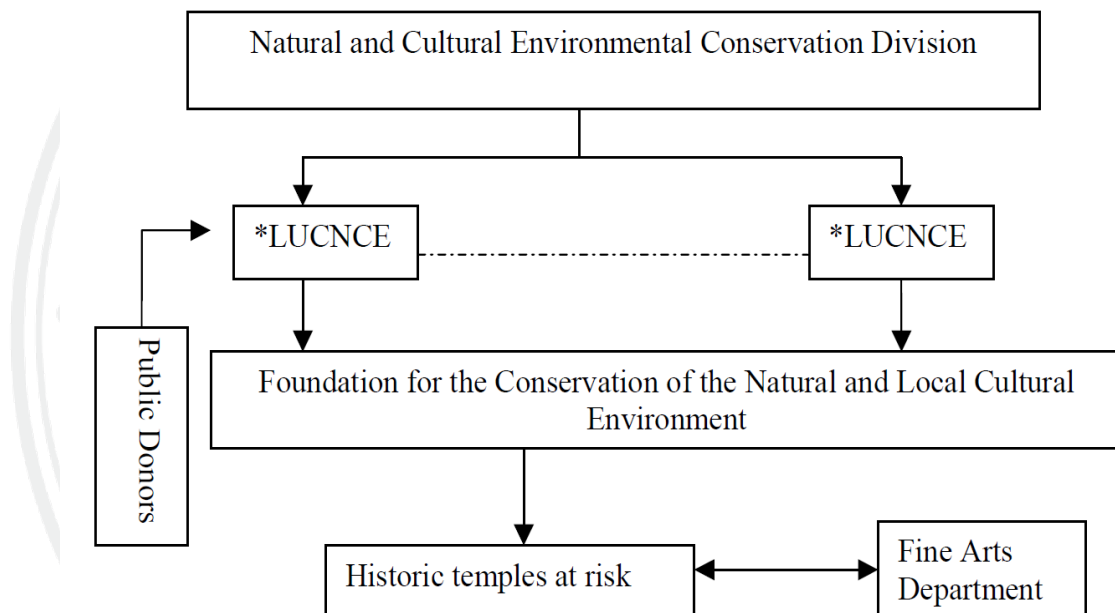 Natural and Cultural Environmental Conservation Division
*LUCNCE
*LUCNCE
Public Donors
Foundation for the Conservation of the Natural and Local Cultural
Environment
Historic temples at risk
Fine Arts
Department